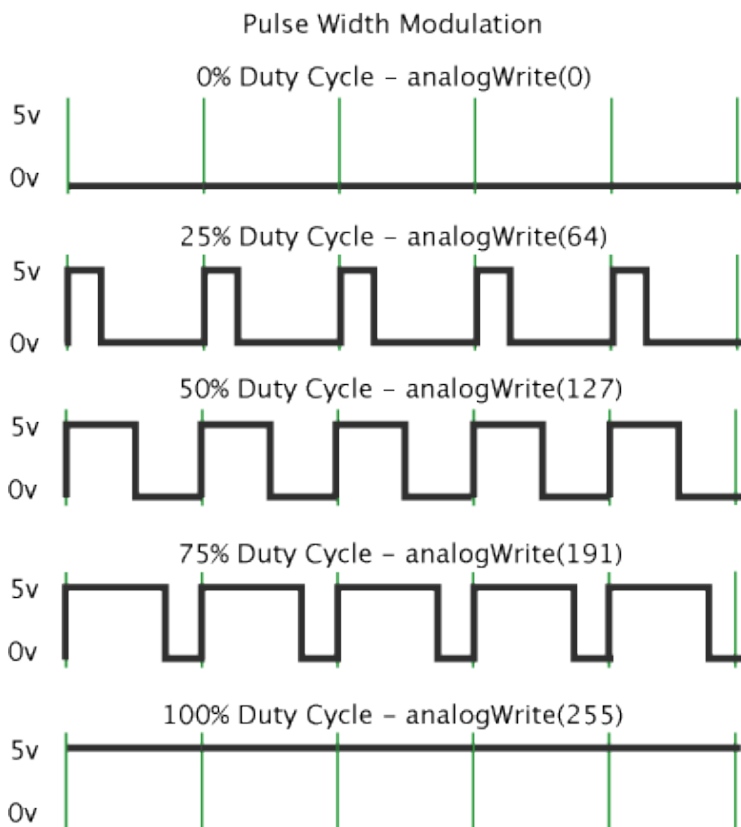 Pulse Width Modulation
0% Duty Cycle – analogWrite(0)
5v
0v
25% Duty Cycle – analogWrite(64)
5v
0v
50% Duty Cycle – analogWrite(127)
5v
0v
75% Duty Cycle – analogWrite(191)
5v
0v
100% Duty Cycle – analogWrite(255)
5v
0v